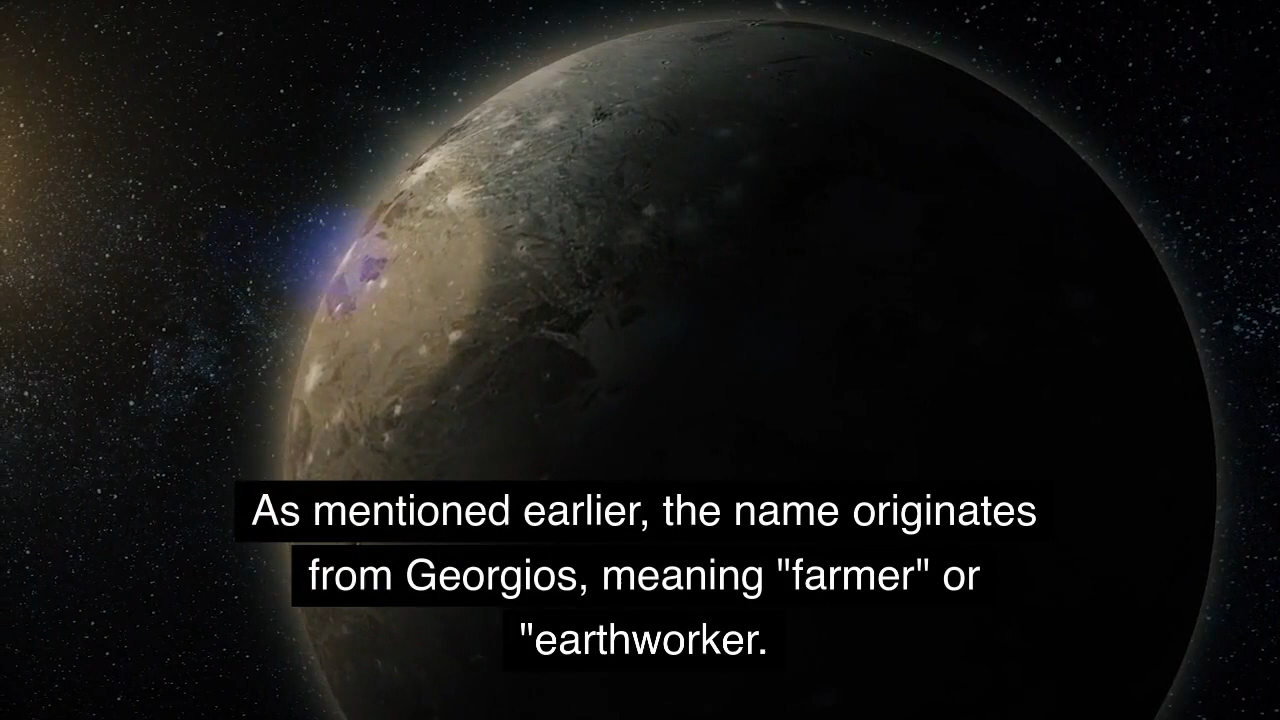 As mentioned earlier, the name originates
from Georgios, meaning "farmer" or
"earthworker.